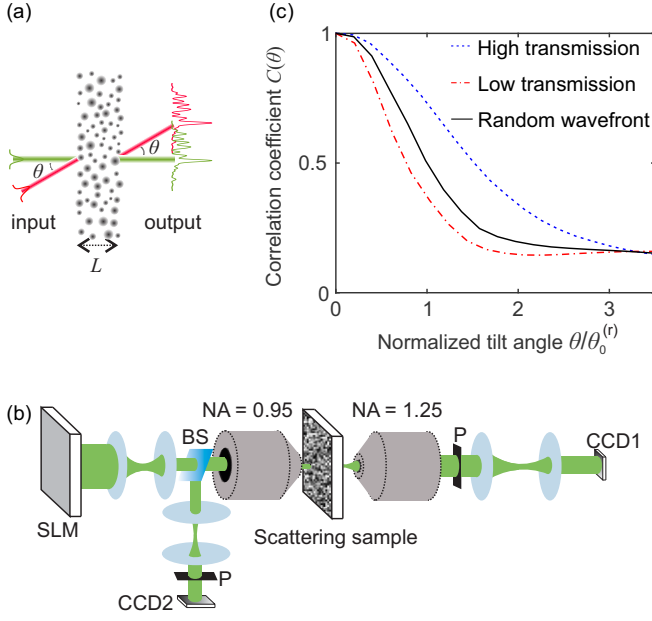 (a)
θ
θ
input
output
L
(c)
Correlation coefficient C(θ)
1
0.5
0
0
1
2
3
High transmission
Low transmission
Random wavefront
Normalized tilt angle θ/θ₀⁽ʳ⁾
(b)
NA = 0.95
NA = 1.25
BS
P
CCD1
SLM
Scattering sample
P
CCD2